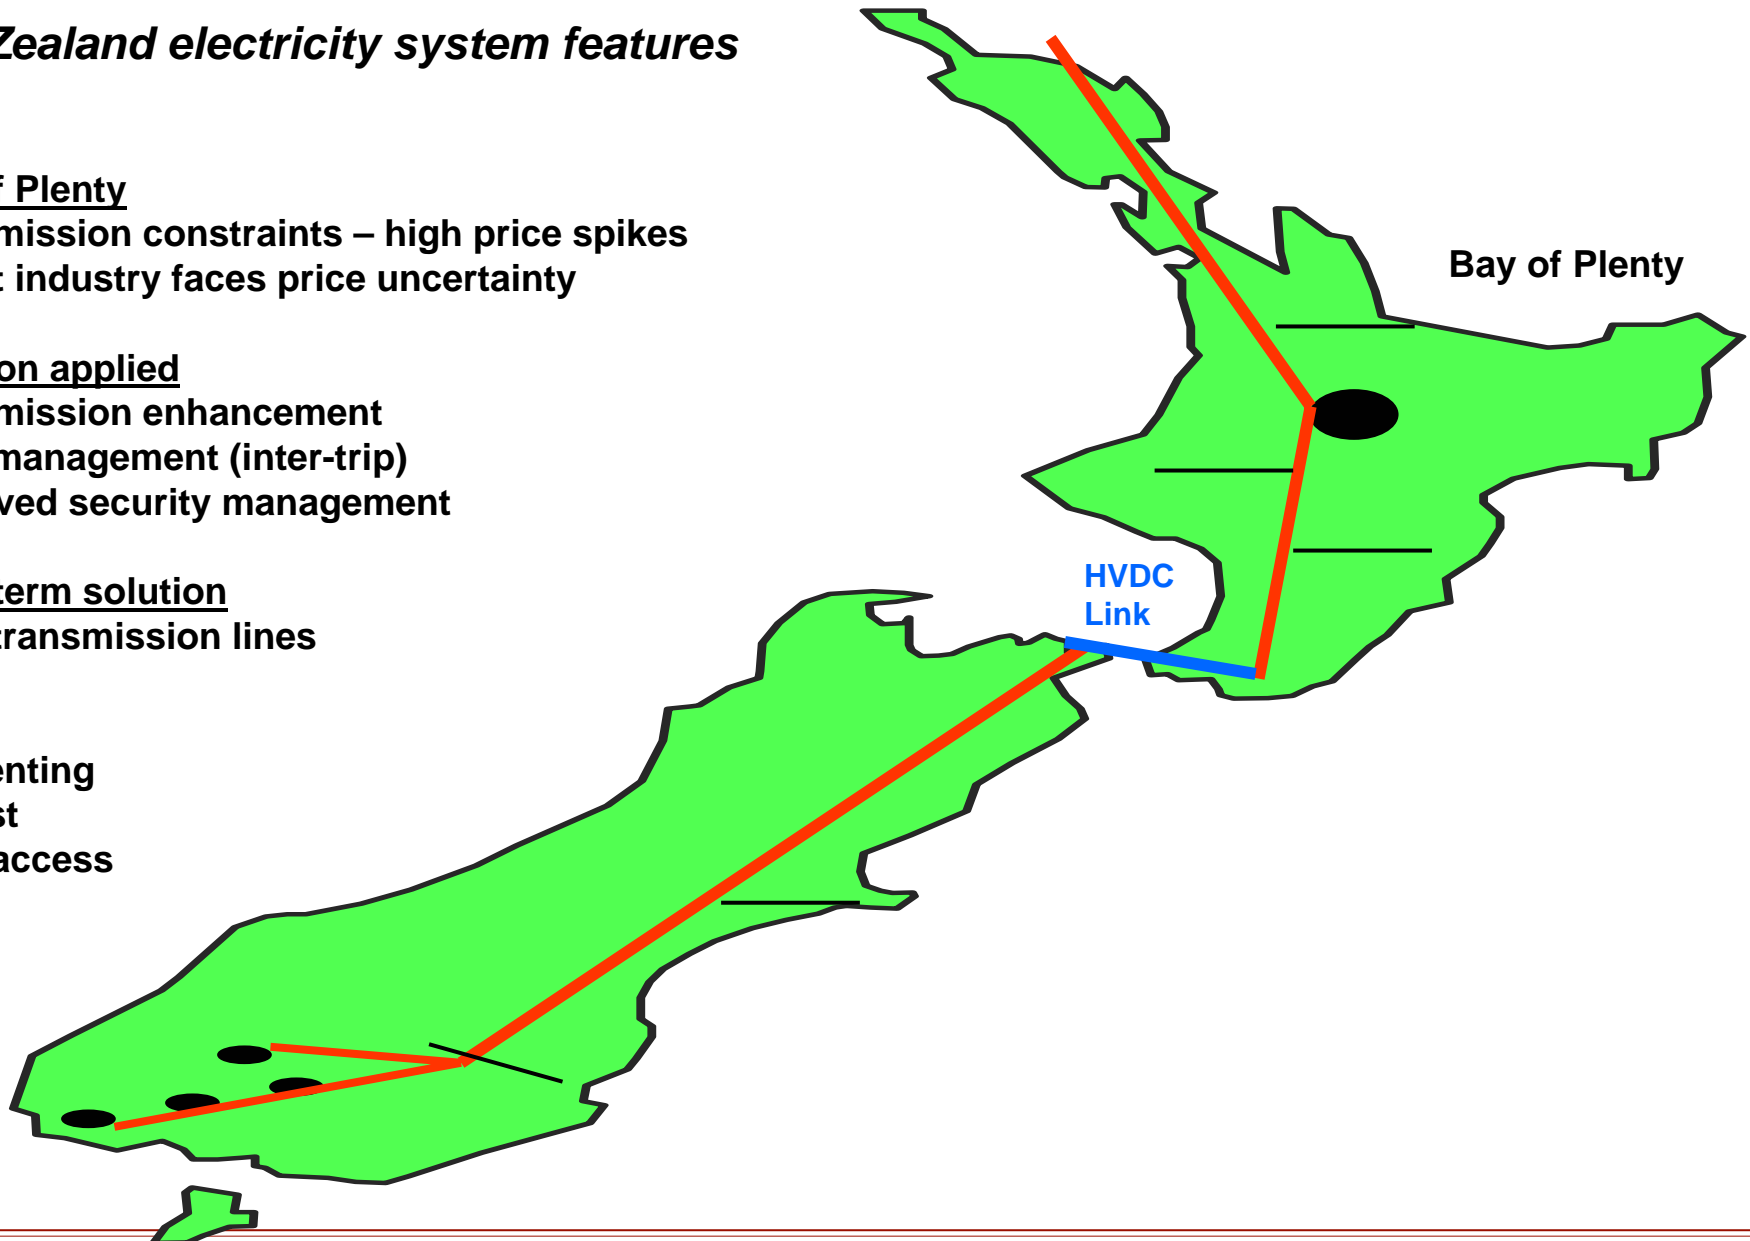 Zealand electricity system features
f Plenty
mission constraints – high price spikes
t industry faces price uncertainty
Bay of Plenty
on applied
mission enhancement
management (inter-trip)
ved security management
HVDC
Link
term solution
transmission lines
enting
st
access